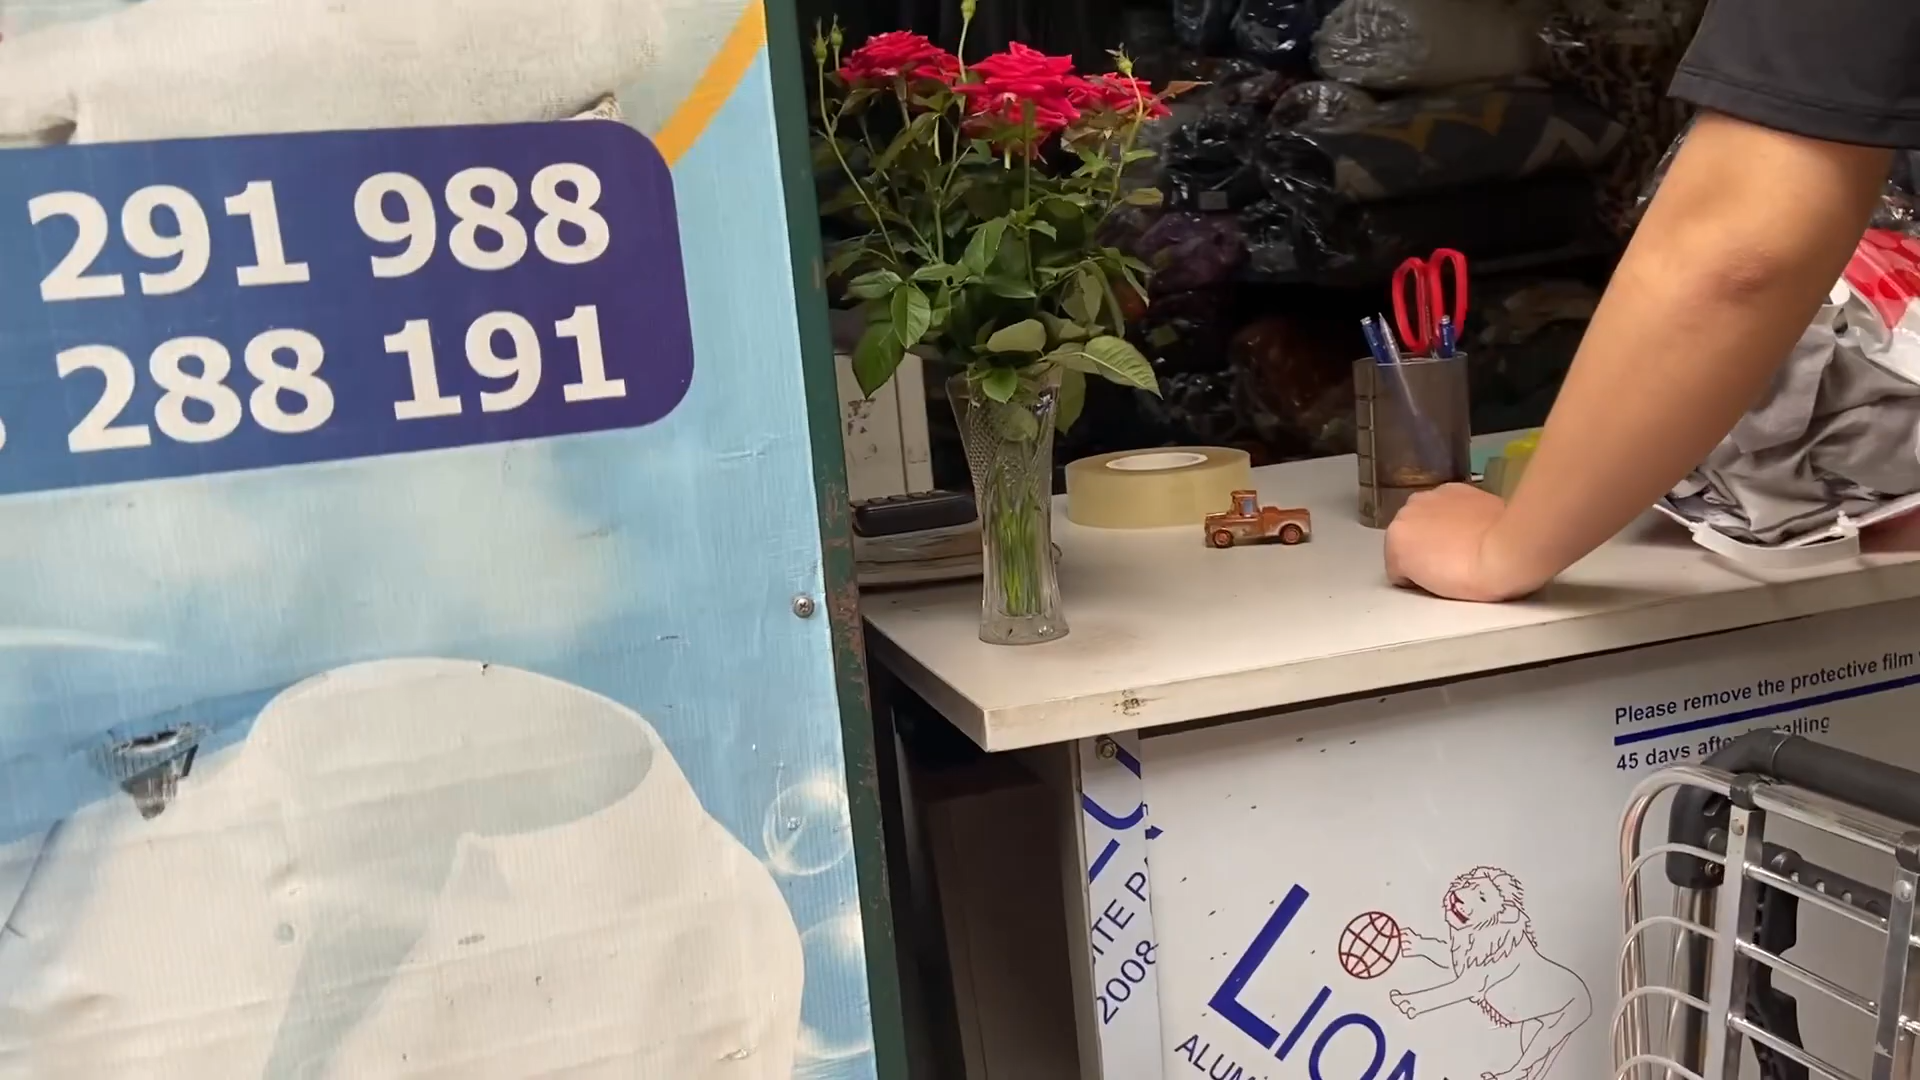 291 988
288 191
Please remove the protective film
45 days
2008
LION